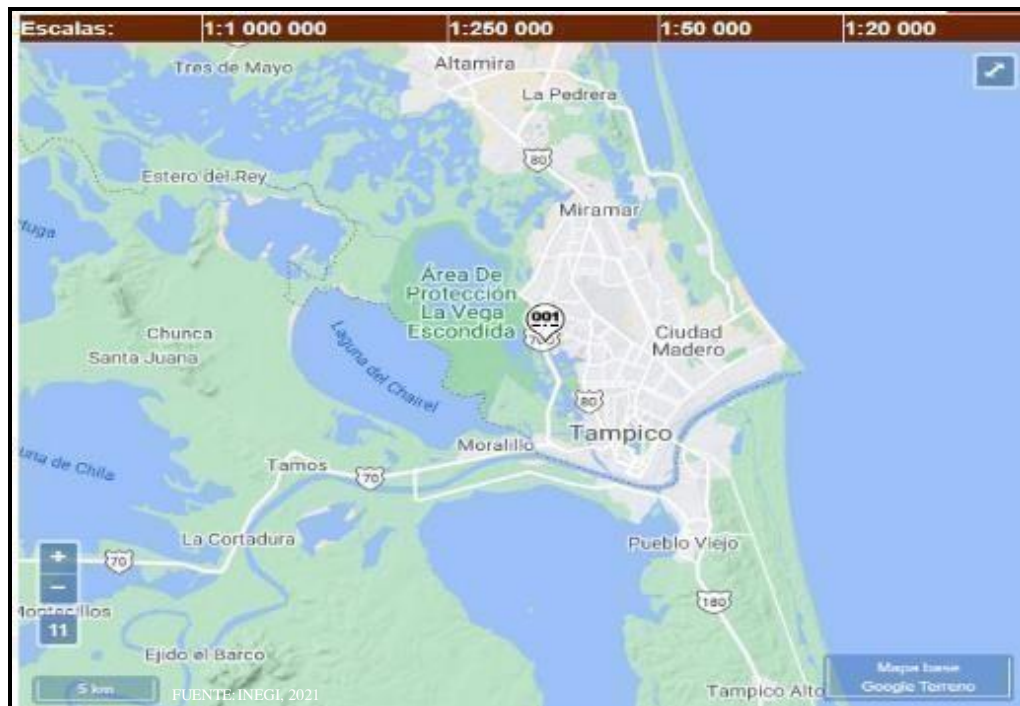 Escalas: 1:1 000 000 1:250 000 1:50 000 1:20 000
Tres de Mayo
Altamira
La Pedrera
80
Estero del Rey
Miramar
Área De
Protección
La Vega
Escondida
001
Chunca
Santa Juana
Laguna del Chairel
Ciudad
Madero
80
Tampico
Moralillo
una de Chila
Tamos
70
La Cortadura
Pueblo Viejo
+
70
−
180
11
Ejido el Barco
5 km
FUENTE: INEGI, 2021
Tampico Alto
Mapa base
Google Terreno